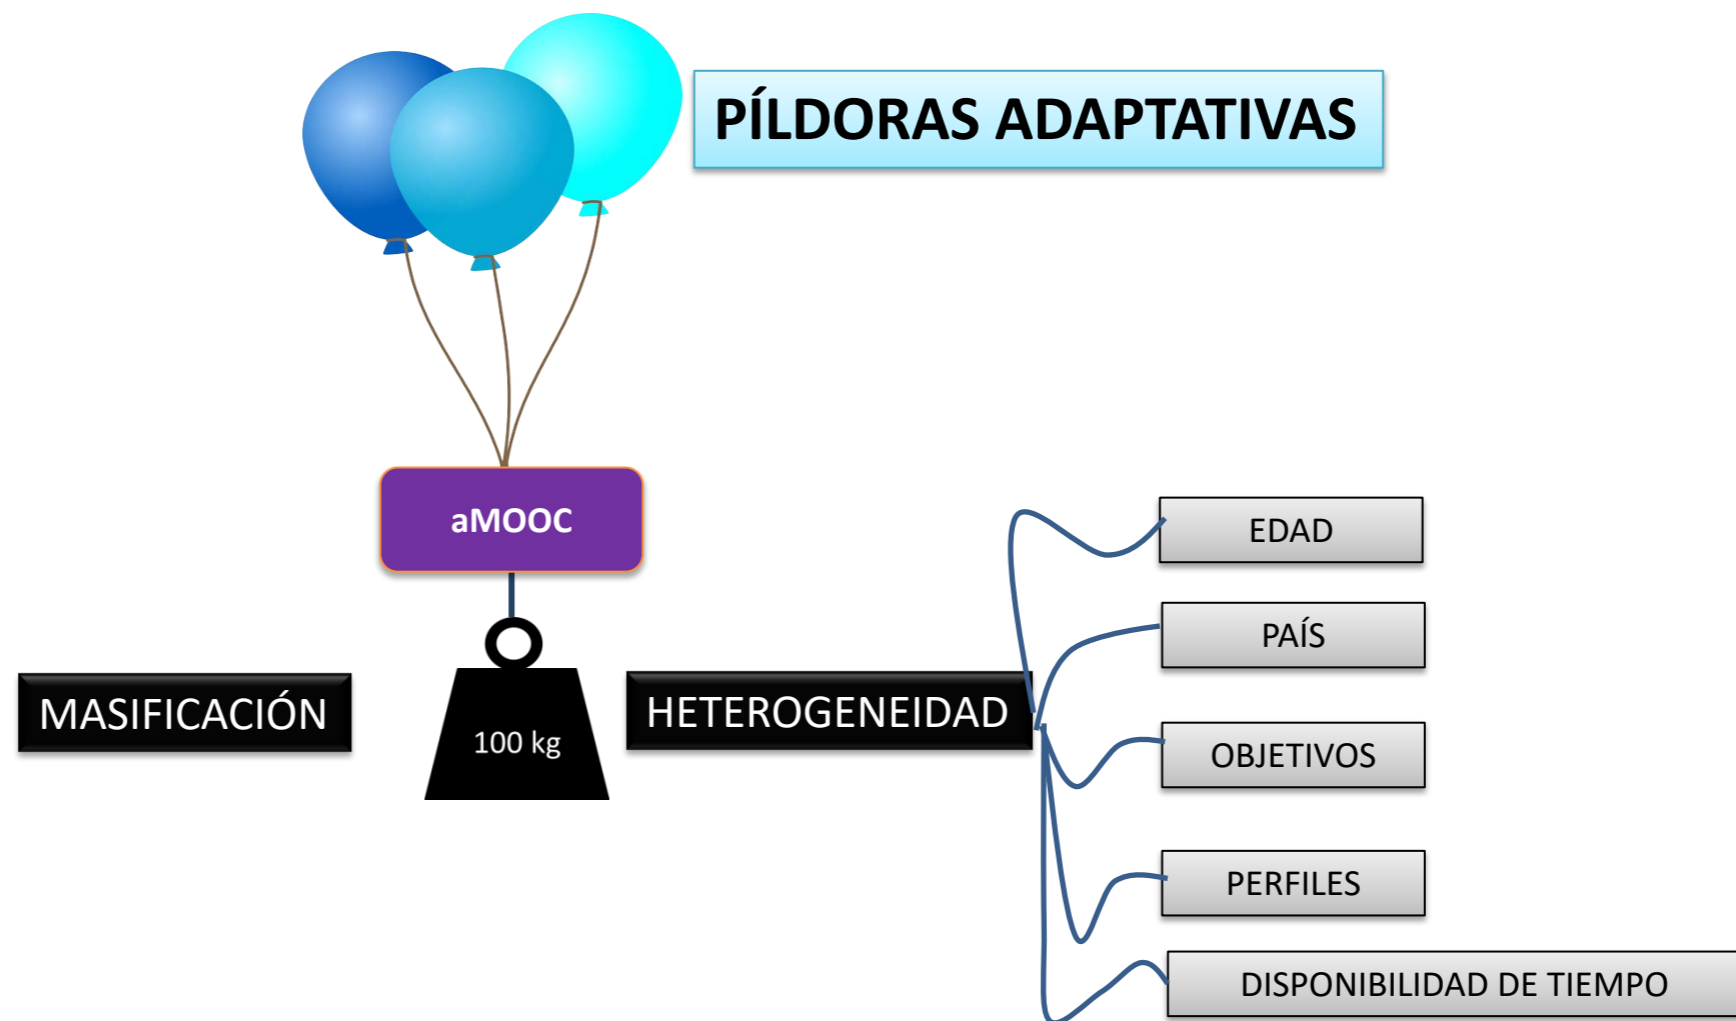 PÍLDORAS ADAPTATIVAS
aMOOC
MASIFICACIÓN
100 kg
HETEROGENEIDAD
EDAD
PAÍS
OBJETIVOS
PERFILES
DISPONIBILIDAD DE TIEMPO